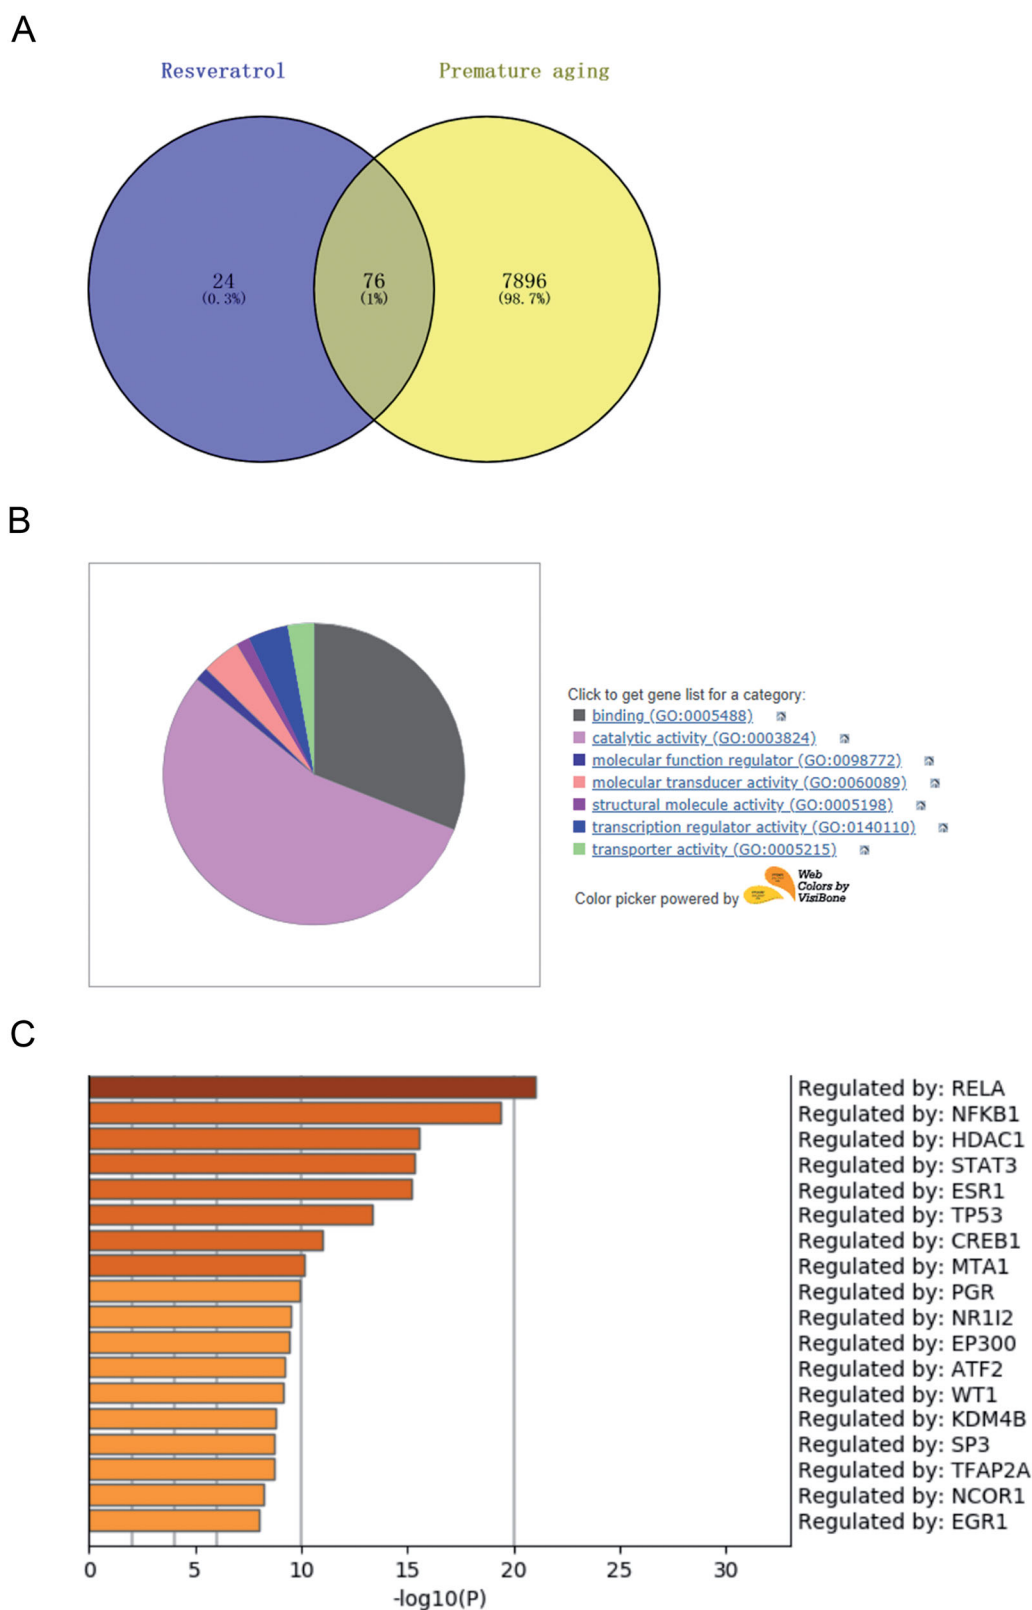 A
Resveratrol
Premature aging
24
(0.3%)
76
(1%)
7896
(98.7%)
B
Click to get gene list for a category:
binding (GO:0005488)
catalytic activity (GO:0003824)
molecular function regulator (GO:0098772)
molecular transducer activity (GO:0060089)
structural molecule activity (GO:0005198)
transcription regulator activity (GO:0140110)
transporter activity (GO:0005215)
Color picker powered by
Web
Colors by
VisiBone
C
Regulated by: RELA
Regulated by: NFKB1
Regulated by: HDAC1
Regulated by: STAT3
Regulated by: ESR1
Regulated by: TP53
Regulated by: CREB1
Regulated by: MTA1
Regulated by: PGR
Regulated by: NR1I2
Regulated by: EP300
Regulated by: ATF2
Regulated by: WT1
Regulated by: KDM4B
Regulated by: SP3
Regulated by: TFAP2A
Regulated by: NCOR1
Regulated by: EGR1
0 5 10 15 20 25 30
-log10(P)